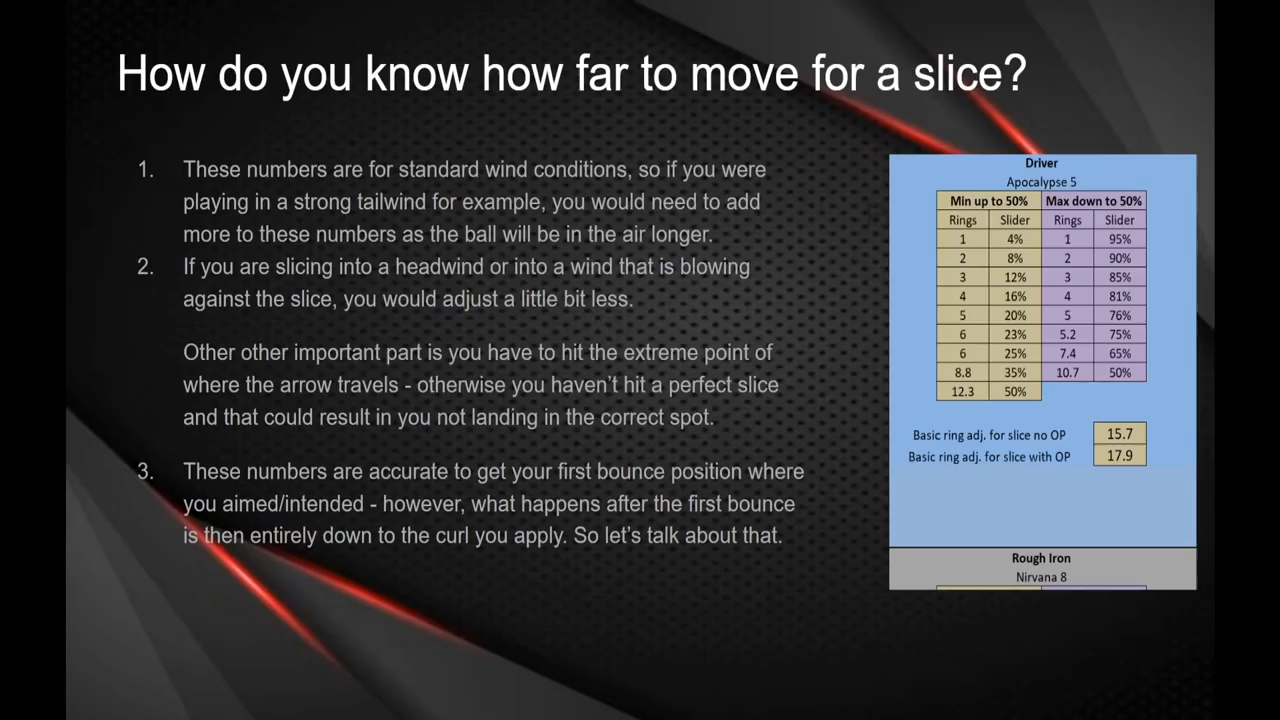 How do you know how far to move for a slice?
1. These numbers are for standard wind conditions, so if you were
playing in a strong tailwind for example, you would need to add
more to these numbers as the ball will be in the air longer.
2. If you are slicing into a headwind or into a wind that is blowing
against the slice, you would adjust a little bit less.
Other other important part is you have to hit the extreme point of
where the arrow travels - otherwise you haven't hit a perfect slice
and that could result in you not landing in the correct spot.
3. These numbers are accurate to get your first bounce position where
you aimed/intended - however, what happens after the first bounce
is then entirely down to the curl you apply. So let's talk about that.
Driver
Apocalypse 5
Min up to 50% Max down to 50%
Rings Slider Rings Slider
1 4% 1 95%
2 8% 2 90%
3 12% 3 85%
4 16% 4 81%
5 20% 5 76%
6 23% 5.2 75%
6 25% 7.4 65%
8.8 35% 10.7 50%
12.3 50%
Basic ring adj. for slice no OP 15.7
Basic ring adj. for slice with OP 17.9
Rough Iron
Nirvana 8